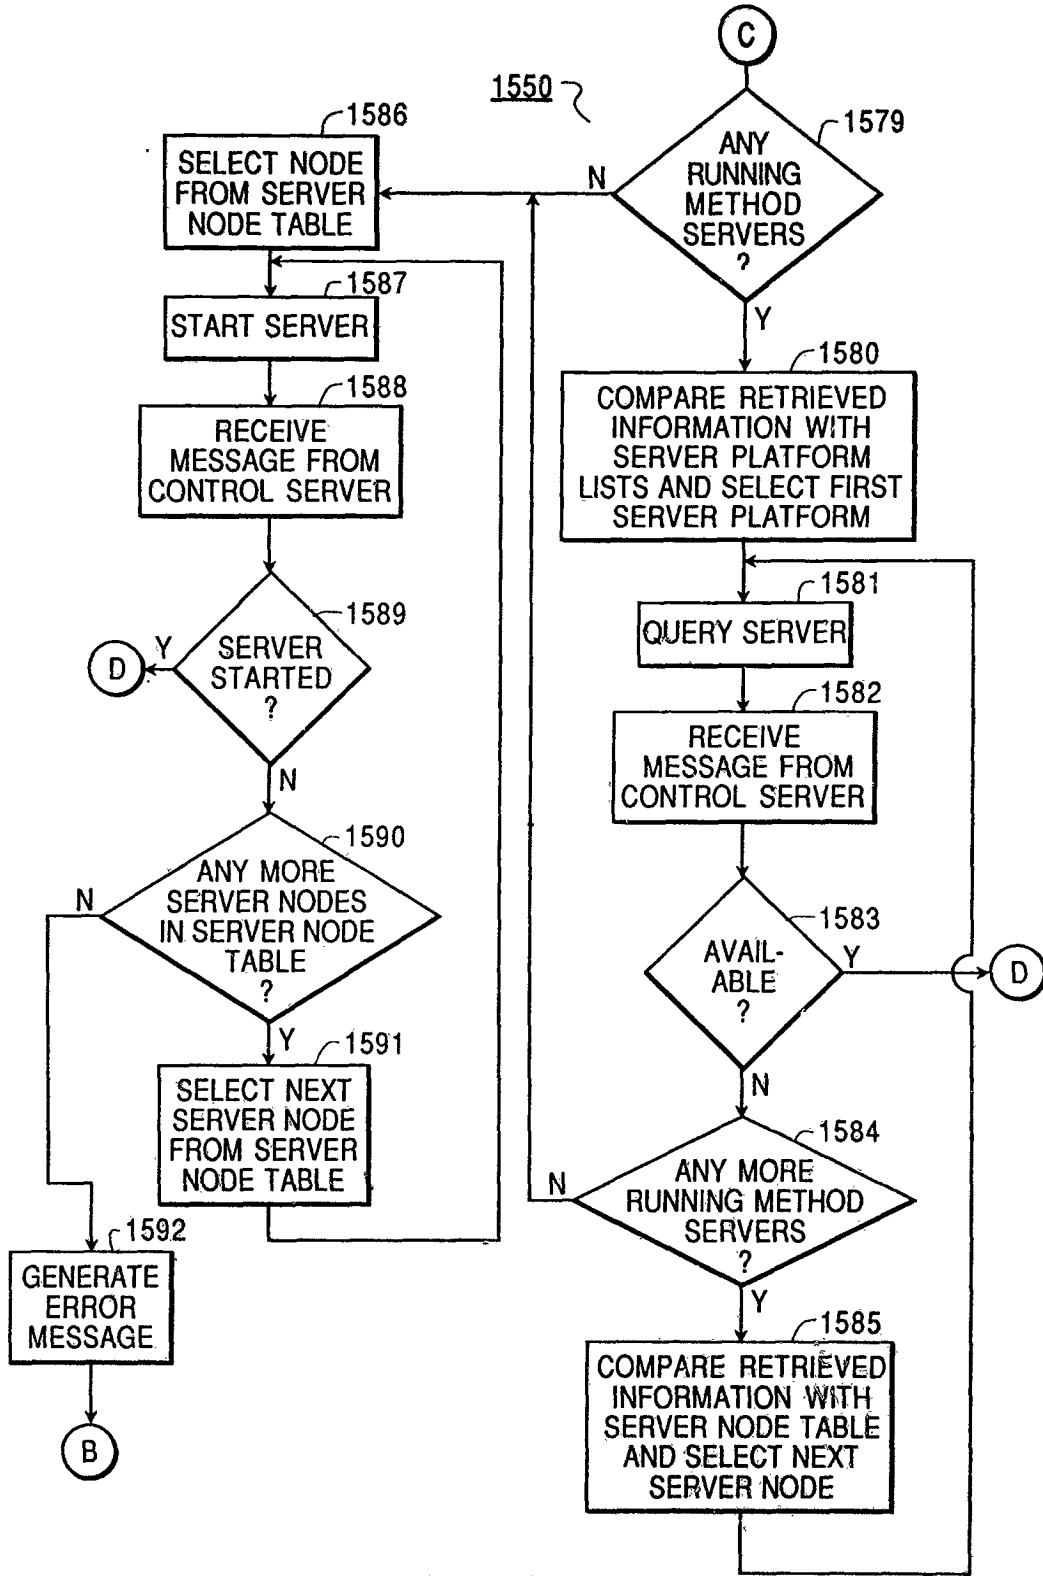 C
1550
1579
ANY
RUNNING
METHOD
SERVERS
?
N
Y
1586
SELECT NODE
FROM SERVER
NODE TABLE
1587
START SERVER
1588
RECEIVE
MESSAGE FROM
CONTROL SERVER
1589
SERVER
STARTED
?
Y
D
N
1590
ANY MORE
SERVER NODES
IN SERVER NODE
TABLE
?
N
Y
1591
SELECT NEXT
SERVER NODE
FROM SERVER
NODE TABLE
1592
GENERATE
ERROR
MESSAGE
B
1580
COMPARE RETRIEVED
INFORMATION WITH
SERVER PLATFORM
LISTS AND SELECT FIRST
SERVER PLATFORM
1581
QUERY SERVER
1582
RECEIVE
MESSAGE FROM
CONTROL SERVER
1583
AVAIL-
ABLE
?
Y
D
N
1584
ANY MORE
RUNNING METHOD
SERVERS
?
N
Y
1585
COMPARE RETRIEVED
INFORMATION WITH
SERVER NODE TABLE
AND SELECT NEXT
SERVER NODE